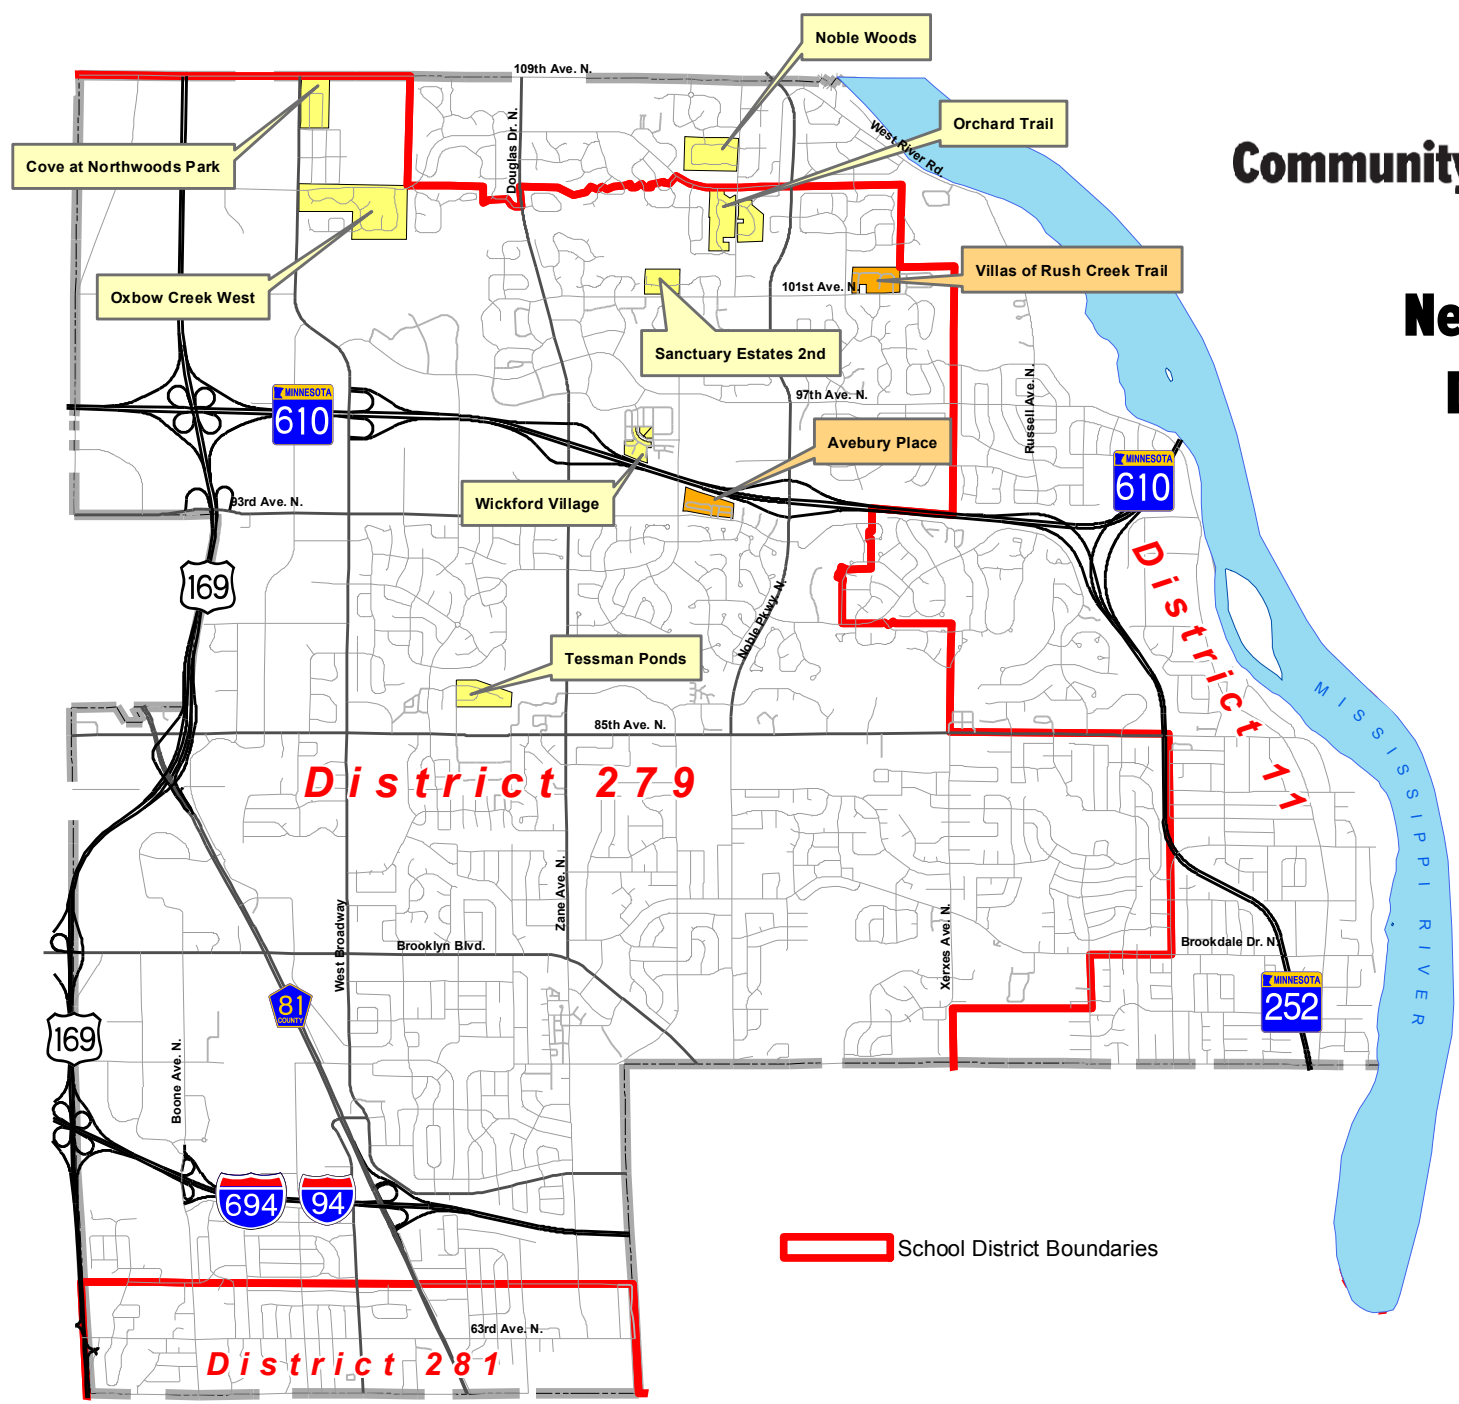 Noble Woods
109th Ave. N.
Orchard Trail
Douglas Dr. N.
West River Rd.
Community
Cove at Northwoods Park
Villas of Rush Creek Trail
Oxbow Creek West
101st Ave. N.
Ne
Sanctuary Estates 2nd
97th Ave. N.
Russell Ave. N.
MINNESOTA
610
Avebury Place
MINNESOTA
610
Wickford Village
93rd Ave. N.
169
District 11
Noble Pkwy. N.
Tessman Ponds
MISSISSIPPI RIVER
85th Ave. N.
District 279
Zane Ave. N.
West Broadway
Brooklyn Blvd.
Xerxes Ave. N.
Brookdale Dr. N.
MINNESOTA
252
81
COUNTY
169
Boone Ave. N.
694
94
School District Boundaries
63rd Ave. N.
District 281